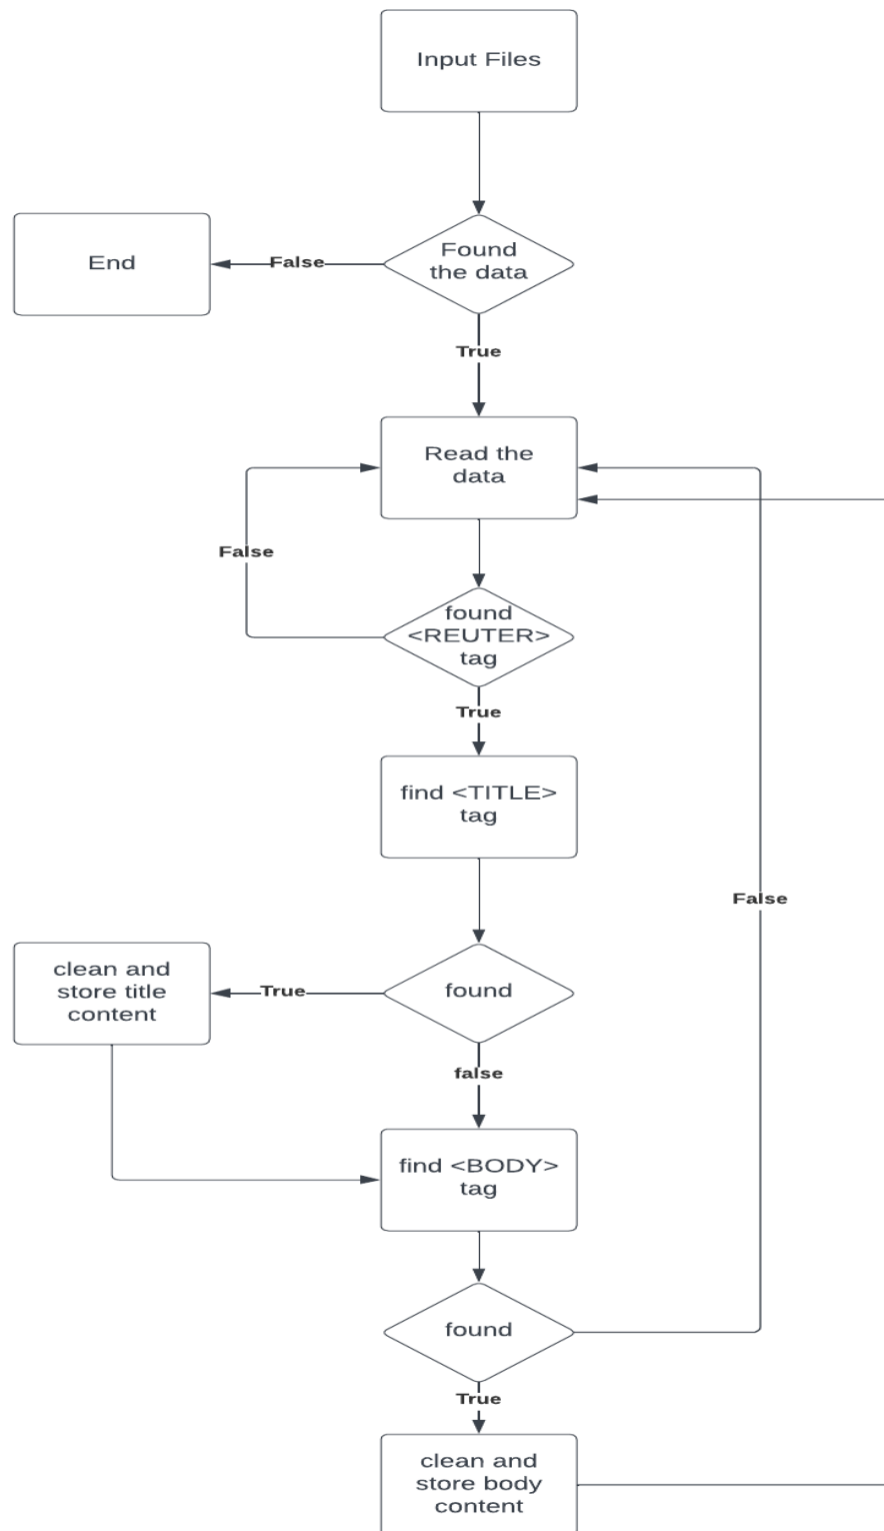 Input Files
Found
the data
False
End
True
Read the
data
False
found
<REUTER>
tag
True
find <TITLE>
tag
False
found
True
clean and
store title
content
false
find <BODY>
tag
found
True
clean and
store body
content